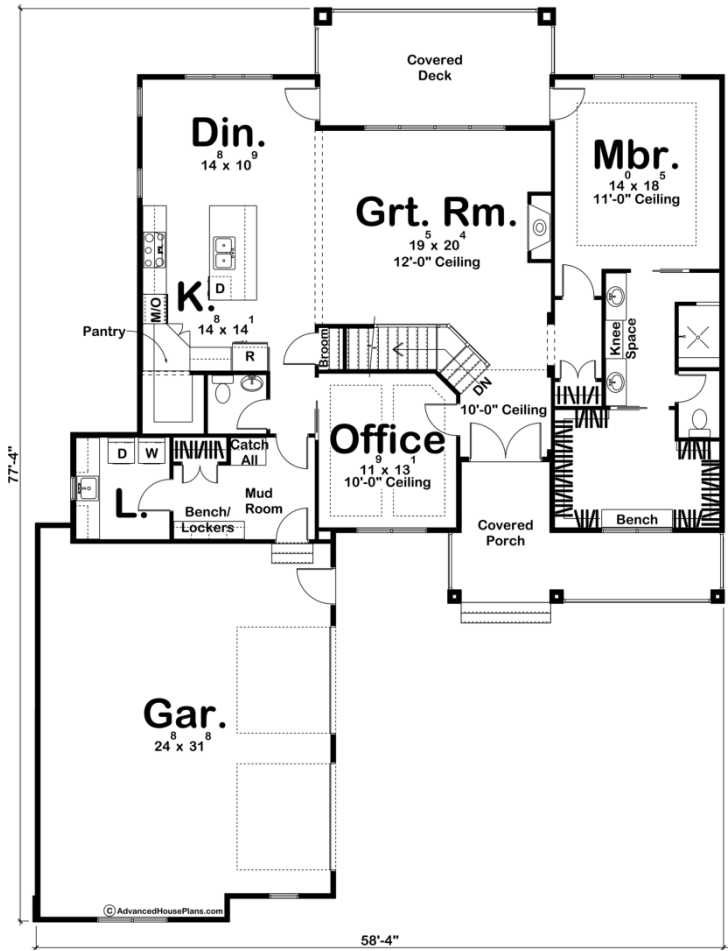 Covered
Deck
Din.
14⁸ x 10⁹
Mbr.
14⁰ x 18⁵
11'-0" Ceiling
Grt. Rm.
19⁵ x 20⁴
12'-0" Ceiling
D
K.
14⁸ x 14¹
M/O
Pantry
R
Broom
Knee
Space
DN
10'-0" Ceiling
Office
11⁹ x 13¹
10'-0" Ceiling
D
W
Catch
All
L.
Mud
Room
Bench/
Lockers
Covered
Porch
Bench
77'-4"
Gar.
24⁸ x 31⁸
© AdvancedHousePlans.com
58'-4"